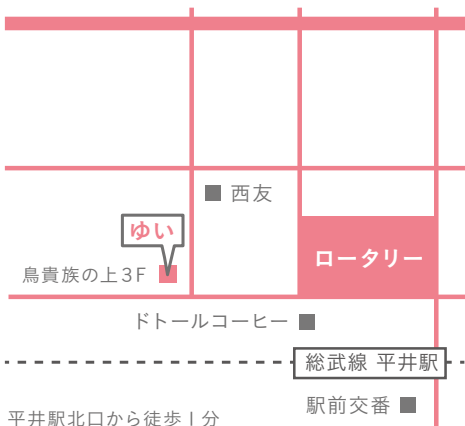 西友
ゆい
ロータリー
鳥貴族の上3F
ドトールコーヒー
総武線 平井駅
駅前交番
平井駅北口から徒歩1分